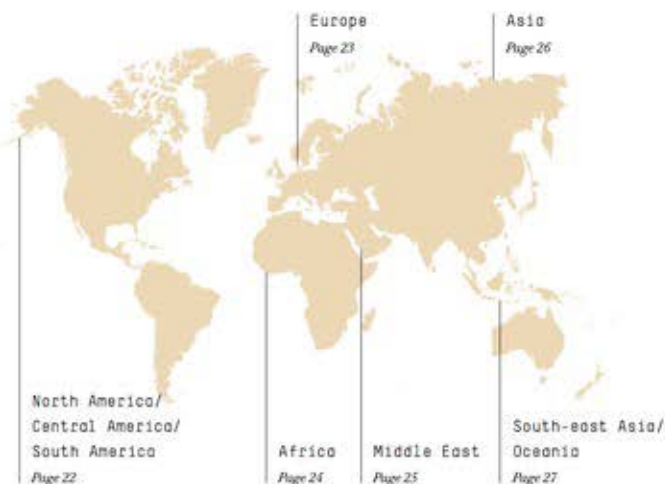 Europe
Page 23
Asia
Page 26
North America/
Central America/
South America
Page 22
Africa
Page 24
Middle East
Page 25
South-east Asia/
Oceania
Page 27